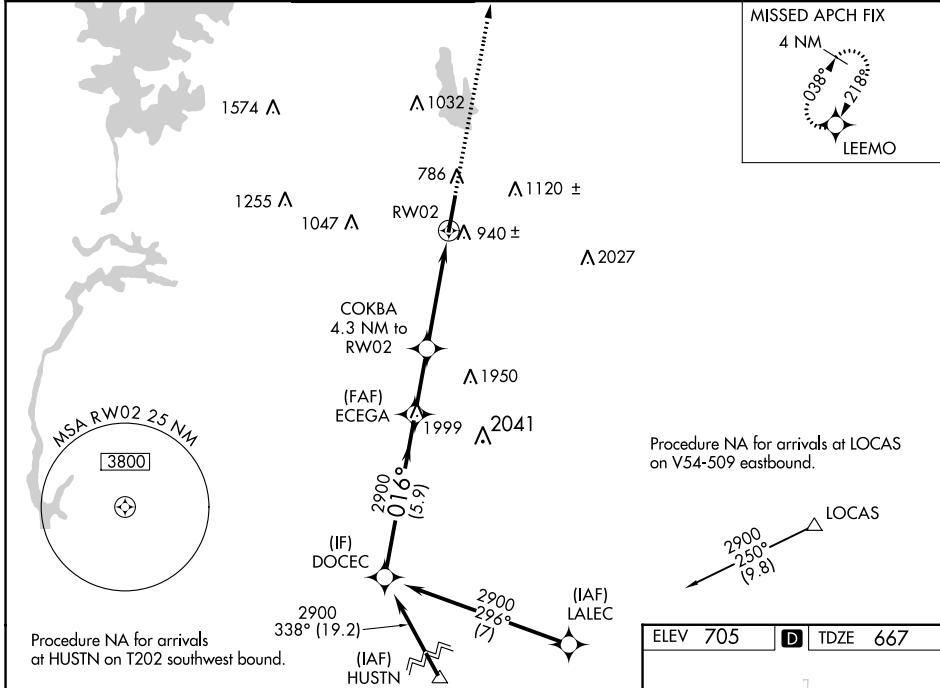 MISSED APCH FIX
4 NM
038°
218°
LEEMO
1574
1032
786
1120 ±
1255
1047
RW02
940 ±
2027
COKBA
4.3 NM to
RW02
1950
(FAF)
ECEGA
1999
2041
MSA RW02 25 NM
3800
Procedure NA for arrivals at LOCAS
on V54-509 eastbound.
LOCAS
2900
250°
(9.8)
2900
016°
(5.9)
(IF)
DOCEC
2900
296°
(7)
(IAF)
LALEC
2900
338° (19.2)
(IAF)
HUSTN
Procedure NA for arrivals
at HUSTN on T202 southwest bound.
ELEV 705 D TDZE 667